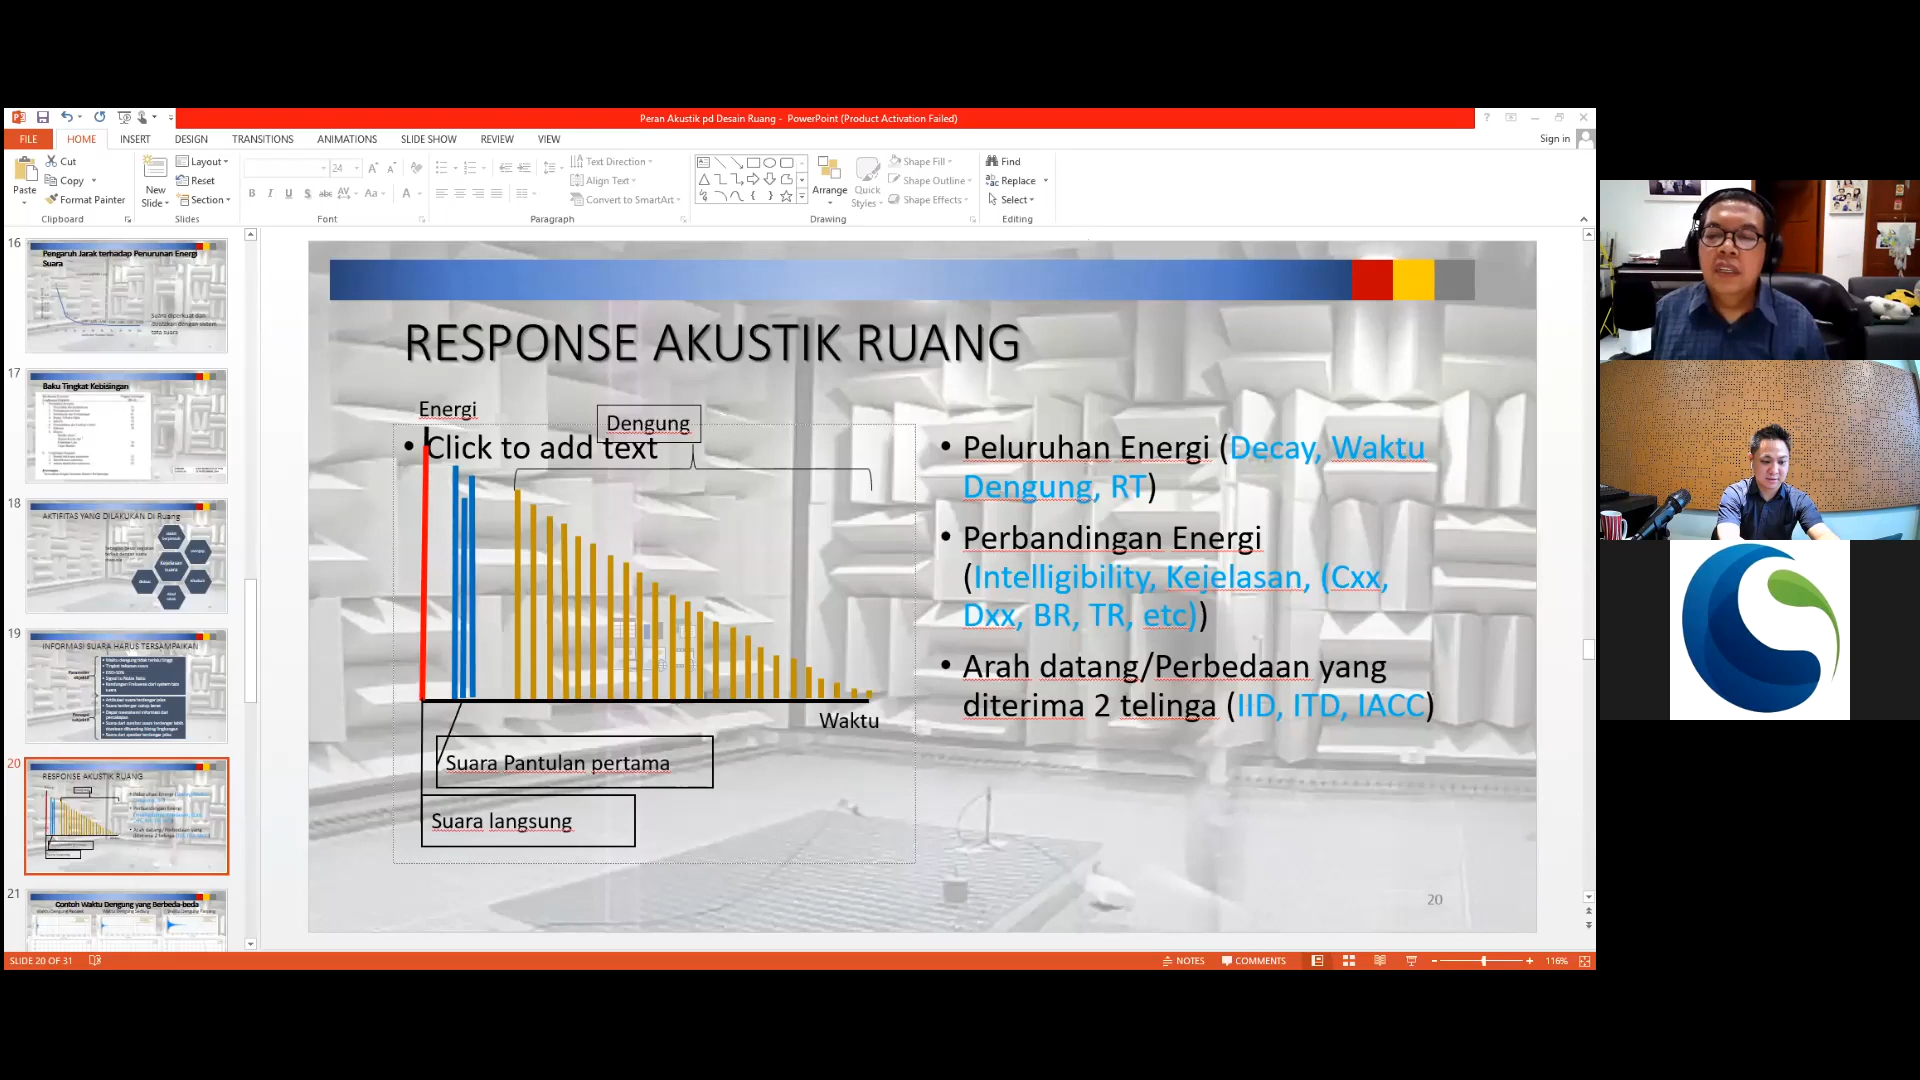 Peran Akustik pd Desain Ruang - PowerPoint (Product Activation Failed)
FILE HOME INSERT DESIGN TRANSITIONS ANIMATIONS SLIDE SHOW REVIEW VIEW
Sign in
Paste
Cut
Copy
Format Painter
Clipboard
New Slide
Layout
Reset
Section
Slides
24
B I U S abc AV Aa A
Font
Text Direction
Align Text
Convert to SmartArt
Paragraph
Arrange
Quick Styles
Shape Fill
Shape Outline
Shape Effects
Drawing
Find
Replace
Select
Editing
16
Pengaruh Jarak terhadap Penurunan Energi
Suara
17
Baku Tingkat Kebisingan
18
AKTIFITAS YANG DILAKUKAN DI Ruang
19
INFORMASI SUARA HARUS TERSAMPAIKAN
20
RESPONSE AKUSTIK RUANG
21
Contoh Waktu Dengung yang Berbeda-beda
RESPONSE AKUSTIK RUANG
Energi
Dengung
• Click to add text
Waktu
Suara Pantulan pertama
Suara langsung
• Peluruhan Energi (Decay, Waktu
Dengung, RT)
• Perbandingan Energi
(Intelligibility, Kejelasan, (Cxx,
Dxx, BR, TR, etc))
• Arah datang/Perbedaan yang
diterima 2 telinga (IID, ITD, IACC)
20
SLIDE 20 OF 31
NOTES COMMENTS 116%